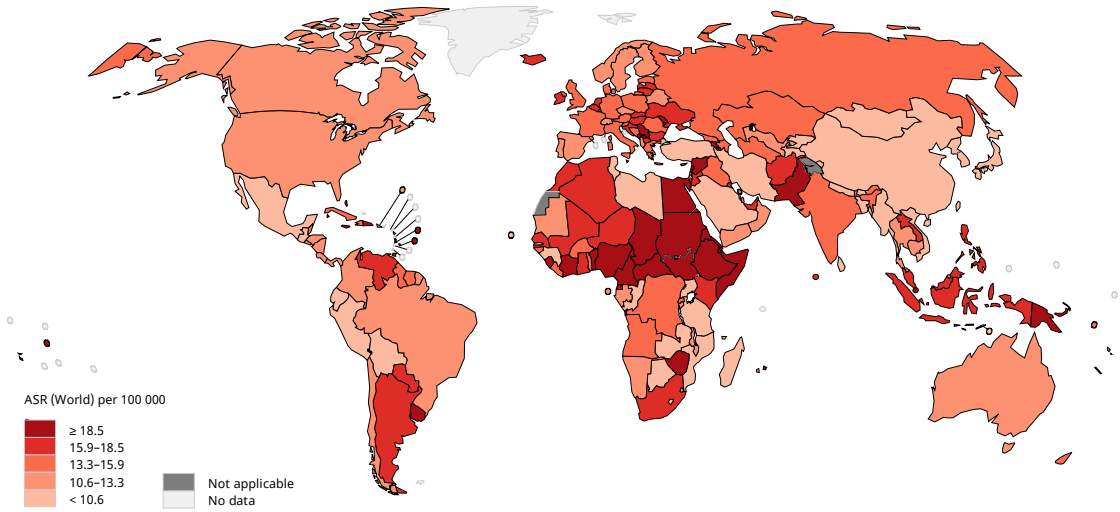 ASR (World) per 100 000
≥ 18.5
15.9–18.5
13.3–15.9
10.6–13.3
< 10.6
Not applicable
No data